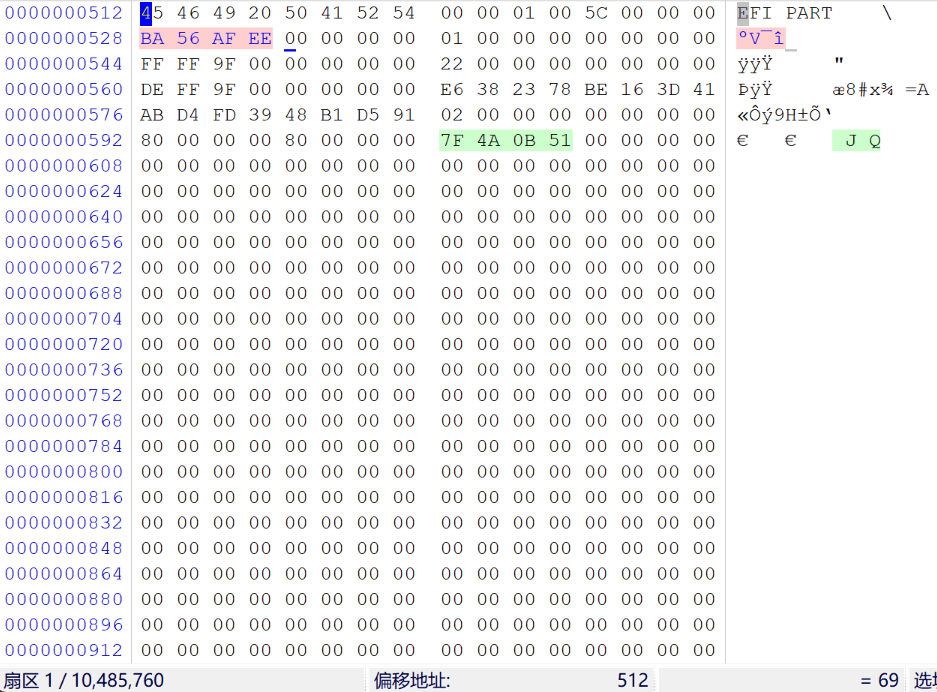 0000000512 45 46 49 20 50 41 52 54 00 00 01 00 5C 00 00 00 EFI PART \
0000000528 BA 56 AF EE 00 00 00 00 01 00 00 00 00 00 00 00 ºV¯î
0000000544 FF FF 9F 00 00 00 00 00 22 00 00 00 00 00 00 00 ÿÿŸ "
0000000560 DE FF 9F 00 00 00 00 00 E6 38 23 78 BE 16 3D 41 ÞÿŸ æ8#x¾ =A
0000000576 AB D4 FD 39 48 B1 D5 91 02 00 00 00 00 00 00 00 «Ôý9H±Õ‘
0000000592 80 00 00 00 80 00 00 00 7F 4A 0B 51 00 00 00 00 € € J Q
0000000608 00 00 00 00 00 00 00 00 00 00 00 00 00 00 00 00
0000000624 00 00 00 00 00 00 00 00 00 00 00 00 00 00 00 00
0000000640 00 00 00 00 00 00 00 00 00 00 00 00 00 00 00 00
0000000656 00 00 00 00 00 00 00 00 00 00 00 00 00 00 00 00
0000000672 00 00 00 00 00 00 00 00 00 00 00 00 00 00 00 00
0000000688 00 00 00 00 00 00 00 00 00 00 00 00 00 00 00 00
0000000704 00 00 00 00 00 00 00 00 00 00 00 00 00 00 00 00
0000000720 00 00 00 00 00 00 00 00 00 00 00 00 00 00 00 00
0000000736 00 00 00 00 00 00 00 00 00 00 00 00 00 00 00 00
0000000752 00 00 00 00 00 00 00 00 00 00 00 00 00 00 00 00
0000000768 00 00 00 00 00 00 00 00 00 00 00 00 00 00 00 00
0000000784 00 00 00 00 00 00 00 00 00 00 00 00 00 00 00 00
0000000800 00 00 00 00 00 00 00 00 00 00 00 00 00 00 00 00
0000000816 00 00 00 00 00 00 00 00 00 00 00 00 00 00 00 00
0000000832 00 00 00 00 00 00 00 00 00 00 00 00 00 00 00 00
0000000848 00 00 00 00 00 00 00 00 00 00 00 00 00 00 00 00
0000000864 00 00 00 00 00 00 00 00 00 00 00 00 00 00 00 00
0000000880 00 00 00 00 00 00 00 00 00 00 00 00 00 00 00 00
0000000896 00 00 00 00 00 00 00 00 00 00 00 00 00 00 00 00
0000000912 00 00 00 00 00 00 00 00 00 00 00 00 00 00 00 00
扇区 1 / 10,485,760 偏移地址: 512 = 69 选